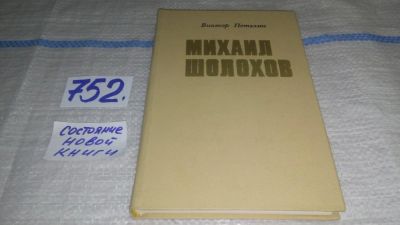 752.
Состояние
новой
книги
Виктор Петелин
МИХАИЛ
ШОЛОХОВ